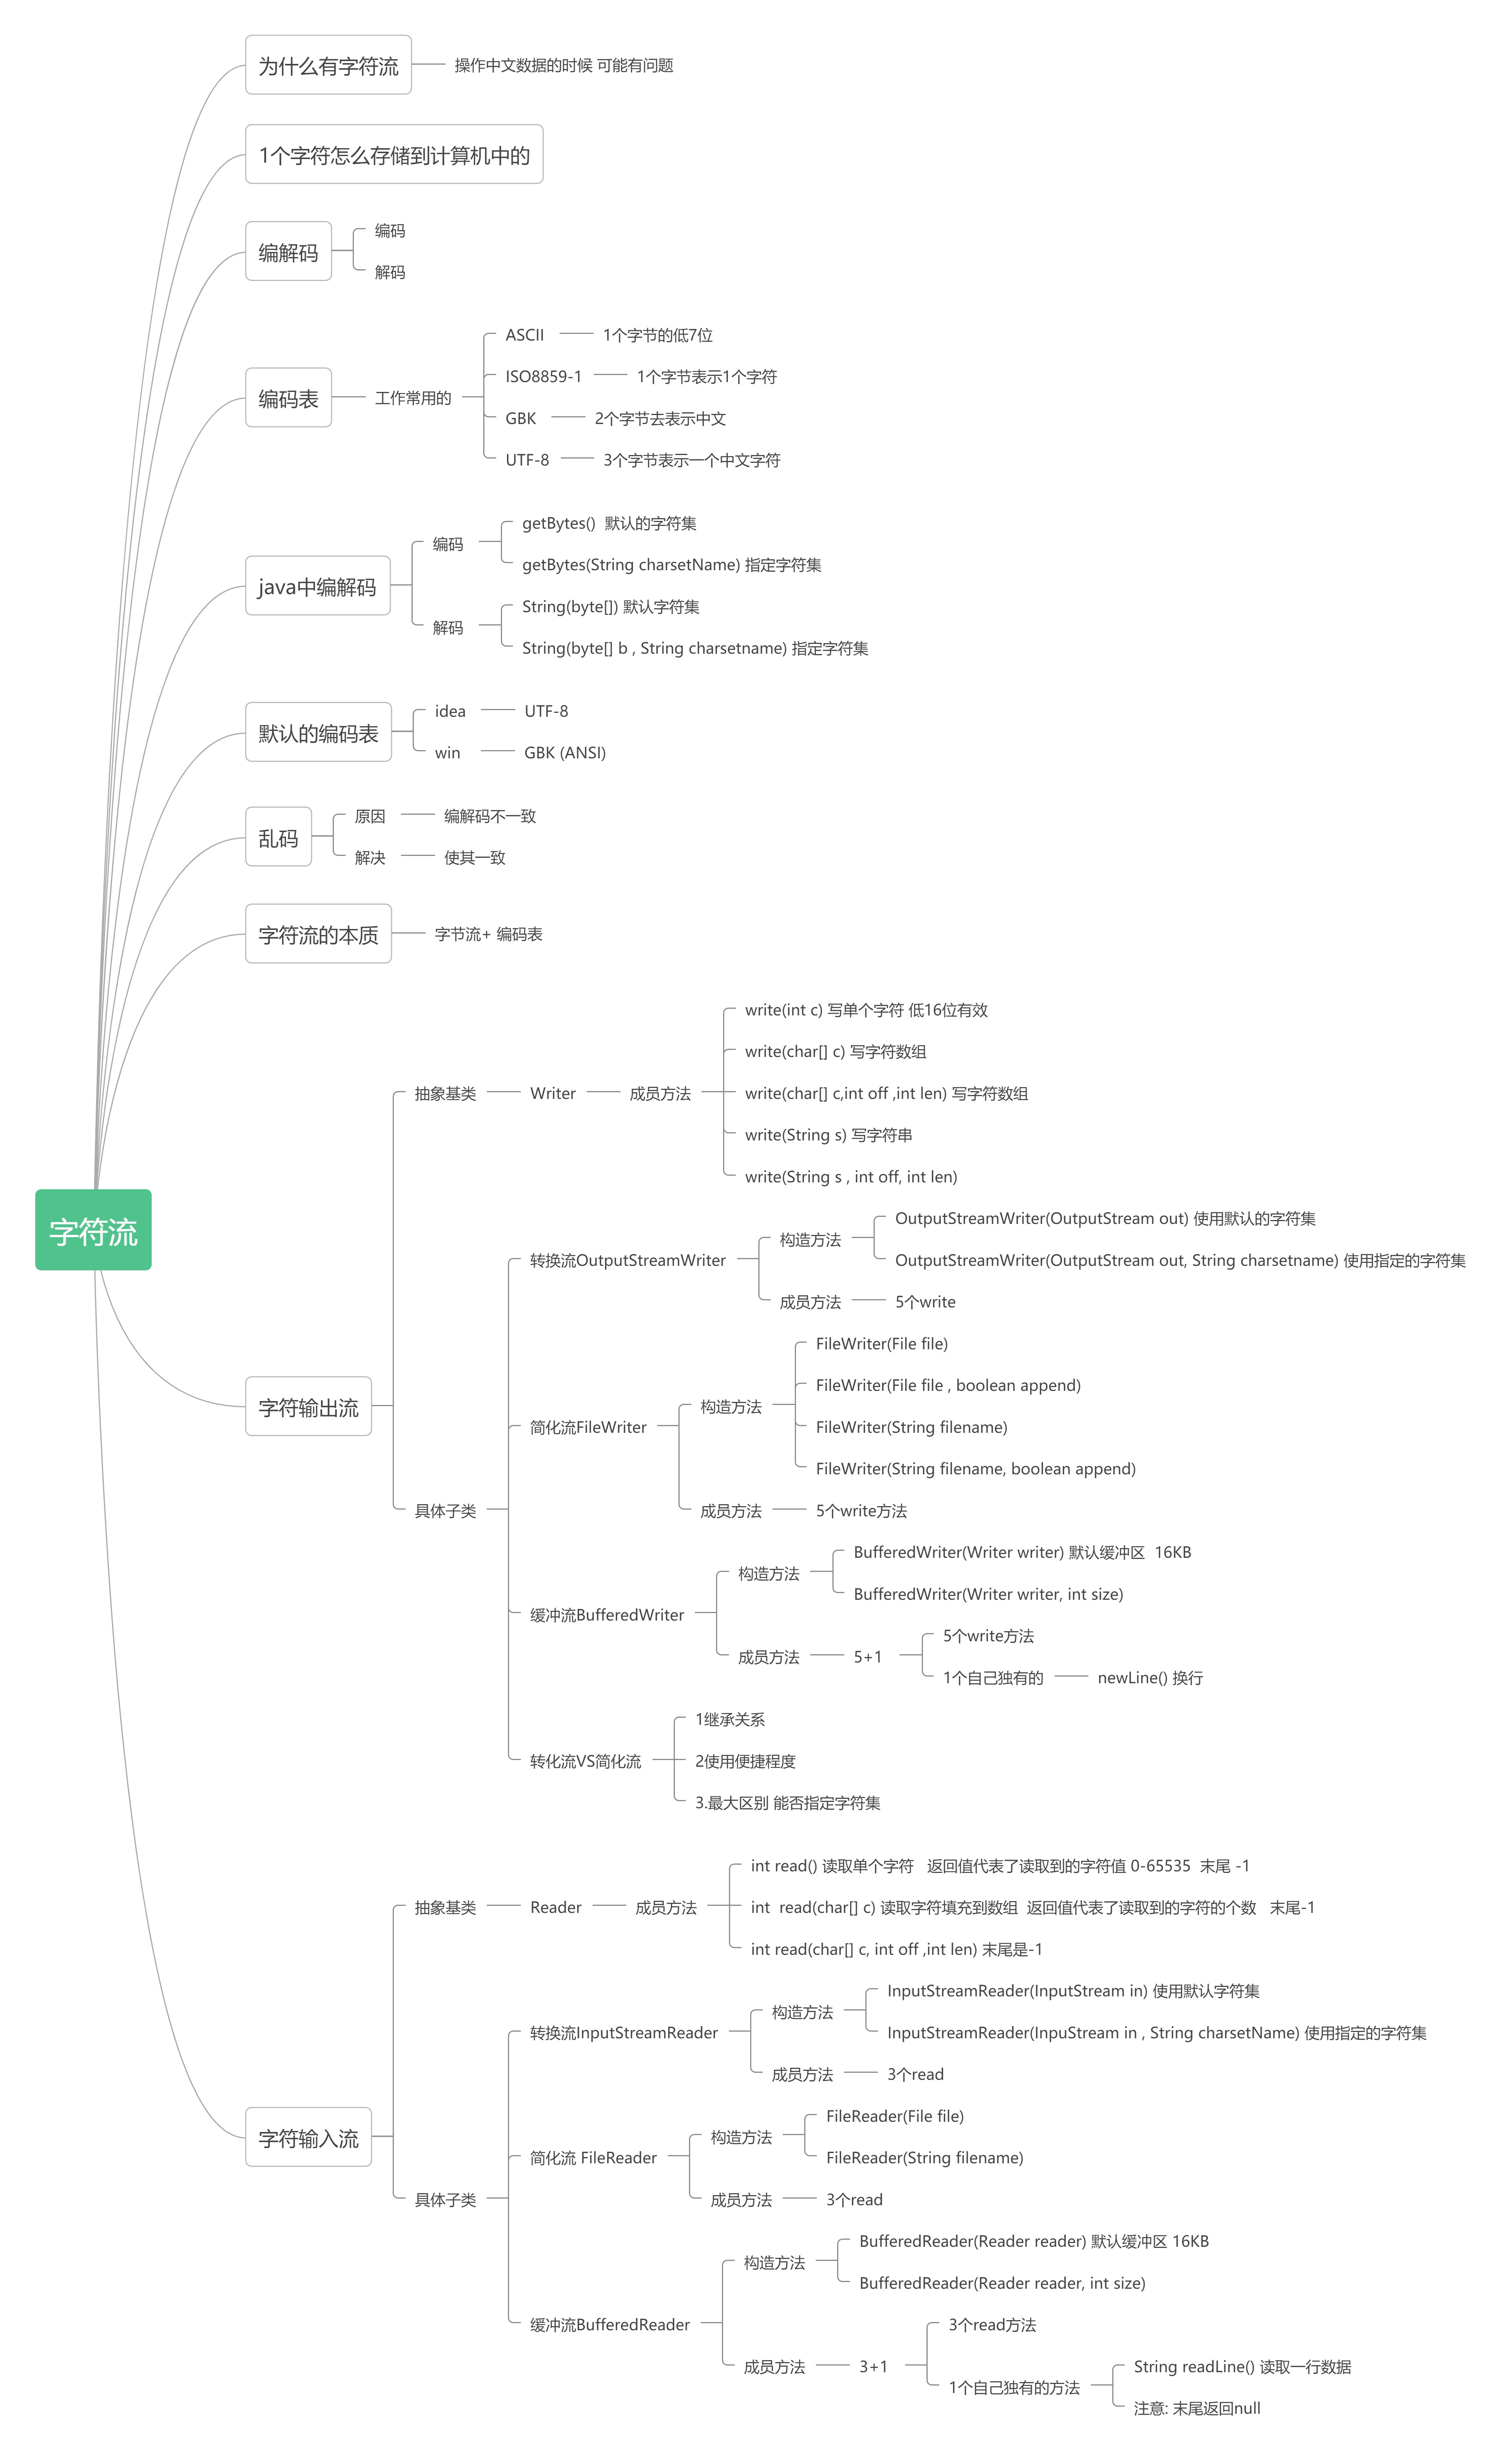 为什么有字符流
操作中文数据的时候 可能有问题
1个字符怎么存储到计算机中的
编解码
编码
解码
编码表
工作常用的
ASCII
1个字节的低7位
ISO8859-1
1个字节表示1个字符
GBK
2个字节去表示中文
UTF-8
3个字节表示一个中文字符
java中编解码
编码
getBytes()  默认的字符集
getBytes(String charsetName) 指定字符集
解码
String(byte[]) 默认字符集
String(byte[] b , String charsetname) 指定字符集
默认的编码表
idea
UTF-8
win
GBK (ANSI)
乱码
原因
编解码不一致
解决
使其一致
字符流的本质
字节流+ 编码表
字符流
字符输出流
抽象基类
Writer
成员方法
write(int c) 写单个字符 低16位有效
write(char[] c) 写字符数组
write(char[] c,int off ,int len) 写字符数组
write(String s) 写字符串
write(String s , int off, int len)
具体子类
转换流OutputStreamWriter
构造方法
OutputStreamWriter(OutputStream out) 使用默认的字符集
OutputStreamWriter(OutputStream out, String charsetname) 使用指定的字符集
成员方法
5个write
简化流FileWriter
构造方法
FileWriter(File file)
FileWriter(File file , boolean append)
FileWriter(String filename)
FileWriter(String filename, boolean append)
成员方法
5个write方法
缓冲流BufferedWriter
构造方法
BufferedWriter(Writer writer) 默认缓冲区  16KB
BufferedWriter(Writer writer, int size)
成员方法
5+1
5个write方法
1个自己独有的
newLine() 换行
转化流VS简化流
1继承关系
2使用便捷程度
3.最大区别 能否指定字符集
字符输入流
抽象基类
Reader
成员方法
int read() 读取单个字符   返回值代表了读取到的字符值 0-65535  末尾 -1
int  read(char[] c) 读取字符填充到数组  返回值代表了读取到的字符的个数   末尾-1
int read(char[] c, int off ,int len) 末尾是-1
具体子类
转换流InputStreamReader
构造方法
InputStreamReader(InputStream in) 使用默认字符集
InputStreamReader(InpuStream in , String charsetName) 使用指定的字符集
成员方法
3个read
简化流 FileReader
构造方法
FileReader(File file)
FileReader(String filename)
成员方法
3个read
缓冲流BufferedReader
构造方法
BufferedReader(Reader reader) 默认缓冲区 16KB
BufferedReader(Reader reader, int size)
成员方法
3+1
3个read方法
1个自己独有的方法
String readLine() 读取一行数据
注意: 末尾返回null